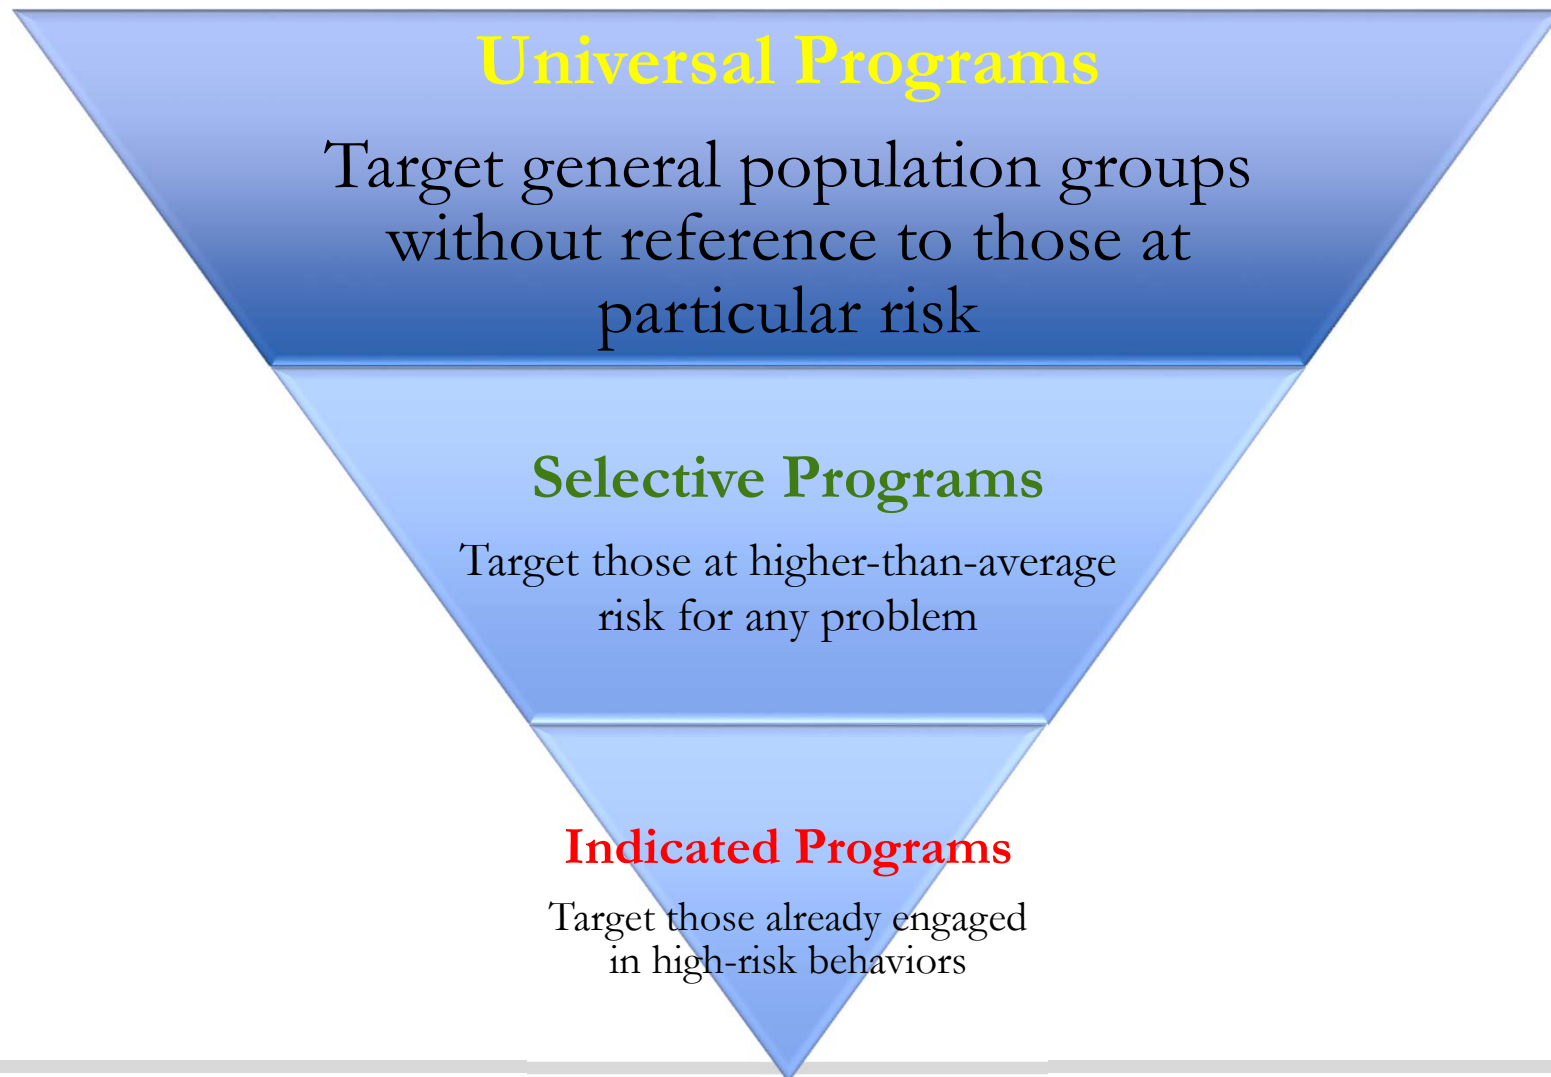 Universal Programs
Target general population groups
without reference to those at
particular risk
Selective Programs
Target those at higher-than-average
risk for any problem
Indicated Programs
Target those already engaged
in high-risk behaviors